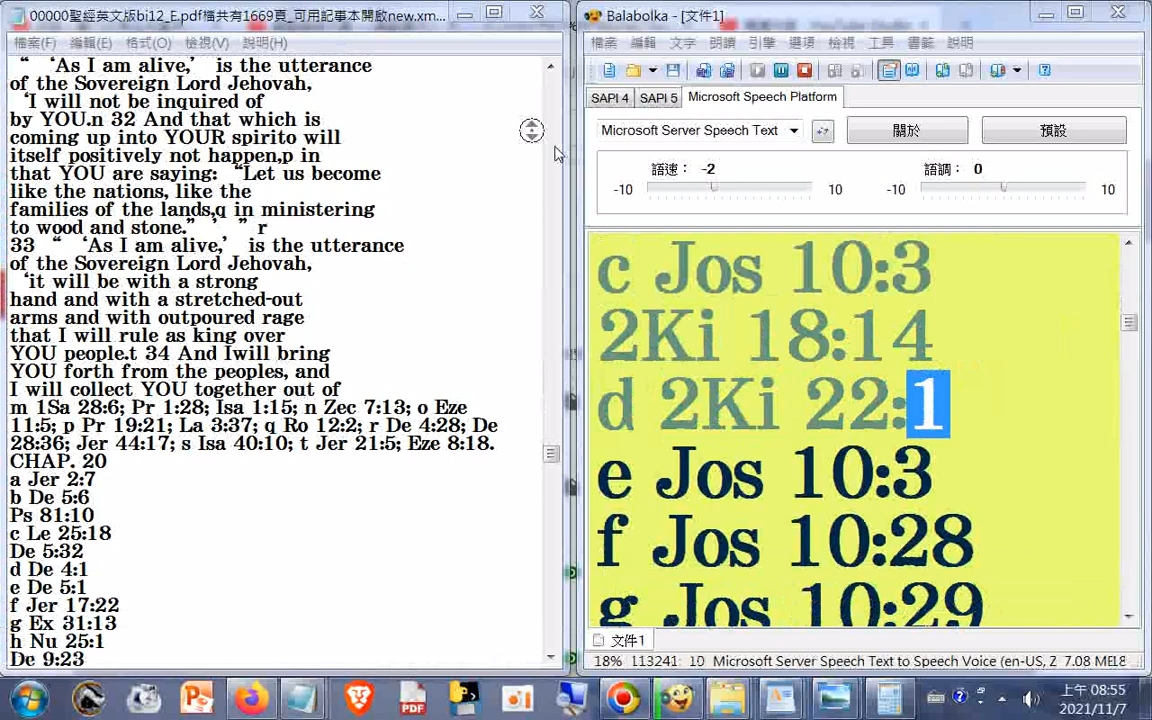 00000聖經英文版bi12_E.pdf檔共有1669頁_可用記事本開啟new.xm...
檔案(F) 編輯(E) 格式(O) 檢視(V) 說明(H)
“ ‘As I am alive,’ is the utterance
of the Sovereign Lord Jehovah,
‘I will not be inquired of
by YOU.n 32 And that which is
coming up into YOUR spirito will
itself positively not happen,p in
that YOU are saying: “Let us become
like the nations, like the
families of the lands,q in ministering
to wood and stone.” ’ ” r
33 “ ‘As I am alive,’ is the utterance
of the Sovereign Lord Jehovah,
‘it will be with a strong
hand and with a stretched-out
arms and with outpoured rage
that I will rule as king over
YOU people.t 34 And Iwill bring
YOU forth from the peoples, and
I will collect YOU together out of
m 1Sa 28:6; Pr 1:28; Isa 1:15; n Zec 7:13; o Eze
11:5; p Pr 19:21; La 3:37; q Ro 12:2; r De 4:28; De
28:36; Jer 44:17; s Isa 40:10; t Jer 21:5; Eze 8:18.
CHAP. 20
a Jer 2:7
b De 5:6
Ps 81:10
c Le 25:18
De 5:32
d De 4:1
e De 5:1
f Jer 17:22
g Ex 31:13
h Nu 25:1
De 9:23
Balabolka - [文件1]
檔案 編輯 文字 朗讀 引擎 選項 檢視 工具 書籤 說明
SAPI 4 SAPI 5 Microsoft Speech Platform
Microsoft Server Speech Text 關於 預設
語速： -2 語調： 0
-10 10 -10 10
c Jos 10:3
2Ki 18:14
d 2Ki 22:1
e Jos 10:3
f Jos 10:28
g Jos 10:29
文件1
18% 113241: 10 Microsoft Server Speech Text to Speech Voice (en-US, Z 7.08 ME18
PDF
上午 08:55
2021/11/7